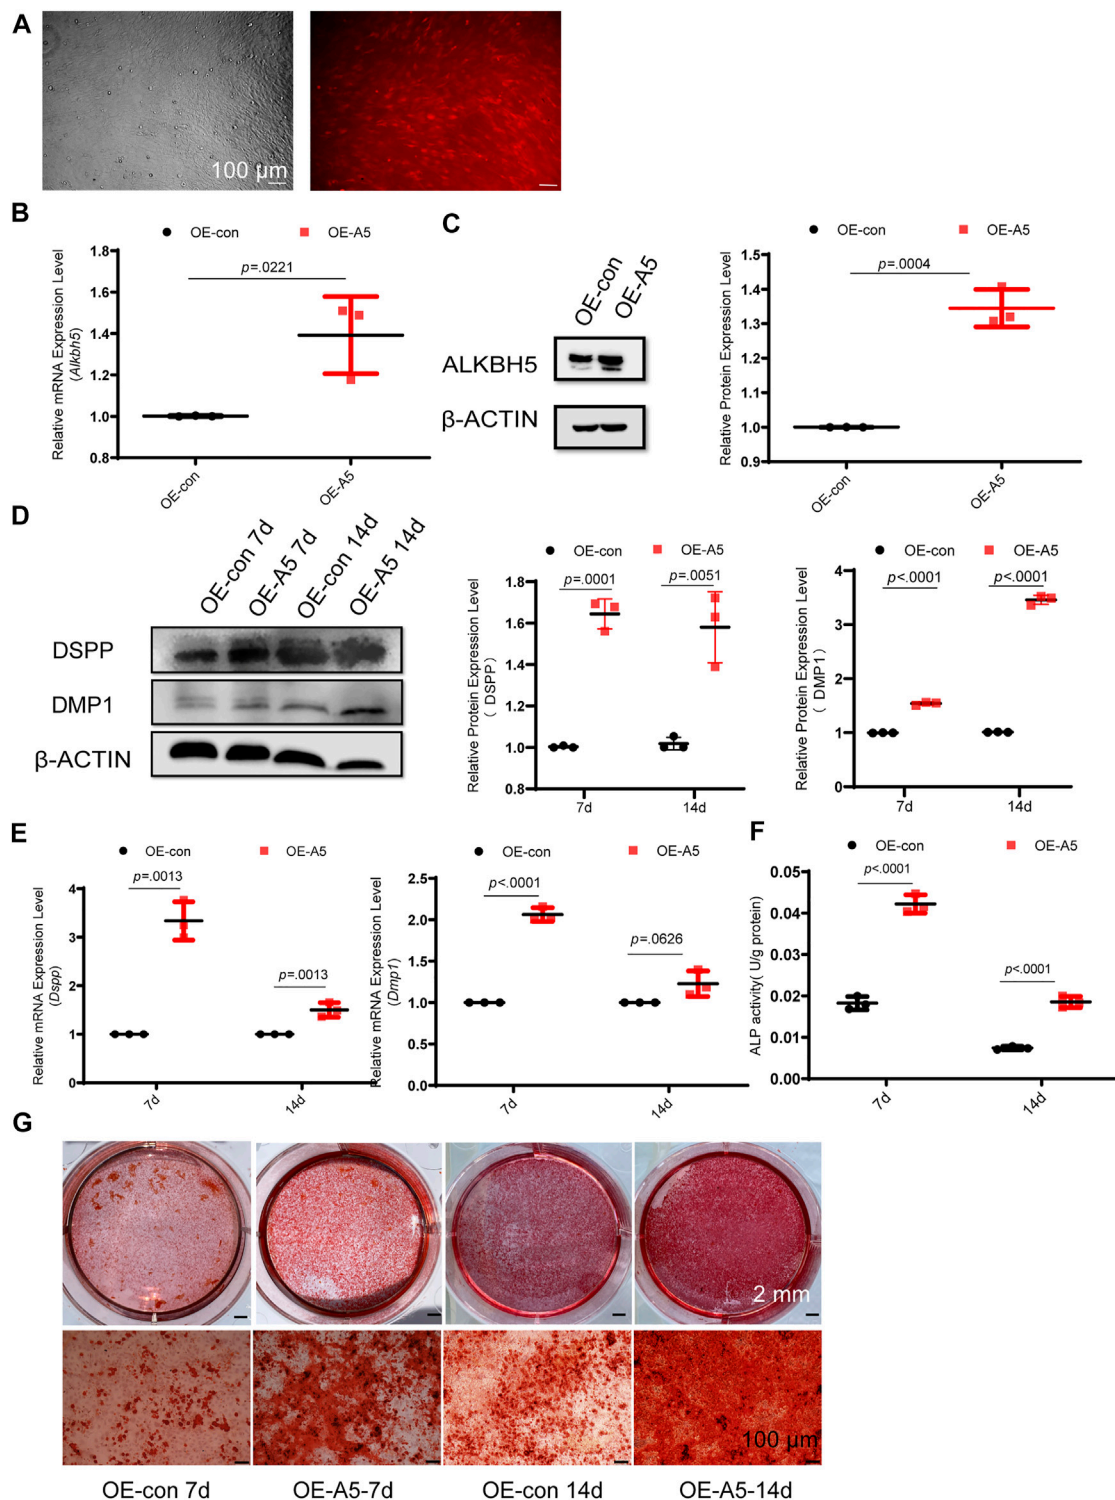 A
100 µm
B
OE-con
OE-A5
Relative mRNA Expression Level
(Alkbh5)
1.8
1.6
1.4
1.2
1.0
0.8
p=.0221
OE-con
OE-A5
C
OE-con
OE-A5
ALKBH5
β-ACTIN
OE-con
OE-A5
Relative Protein Expression Level
1.5
1.4
1.3
1.2
1.1
1.0
0.9
p=.0004
OE-con
OE-A5
D
OE-con 7d
OE-A5 7d
OE-con 14d
OE-A5 14d
DSPP
DMP1
β-ACTIN
OE-con
OE-A5
Relative Protein Expression Level
( DSPP)
1.8
1.6
1.4
1.2
1.0
0.8
p=.0001
p=.0051
7d
14d
OE-con
OE-A5
Relative Protein Expression Level
( DMP1)
4
3
2
1
0
p<.0001
p<.0001
7d
14d
E
OE-con
OE-A5
Relative mRNA Expression Level
(Dspp)
4
3
2
1
0
p=.0013
p=.0013
7d
14d
OE-con
OE-A5
Relative mRNA Expression Level
(Dmp1)
2.5
2.0
1.5
1.0
0.5
0.0
p<.0001
p=.0626
7d
14d
F
OE-con
OE-A5
ALP activity( U/g protein)
0.05
0.04
0.03
0.02
0.01
0.00
p<.0001
p<.0001
7d
14d
G
2 mm
100 µm
OE-con 7d
OE-A5-7d
OE-con 14d
OE-A5-14d